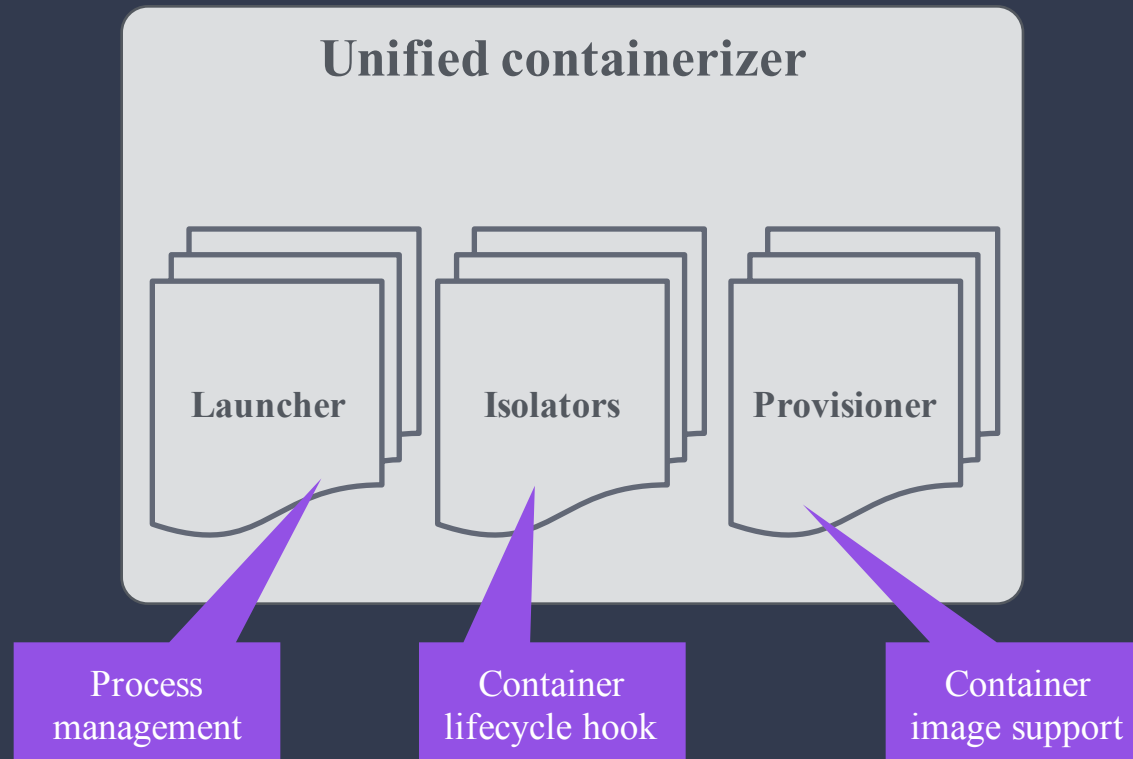 Unified containerizer
Launcher
Isolators
Provisioner
Process
management
Container
lifecycle hook
Container
image support